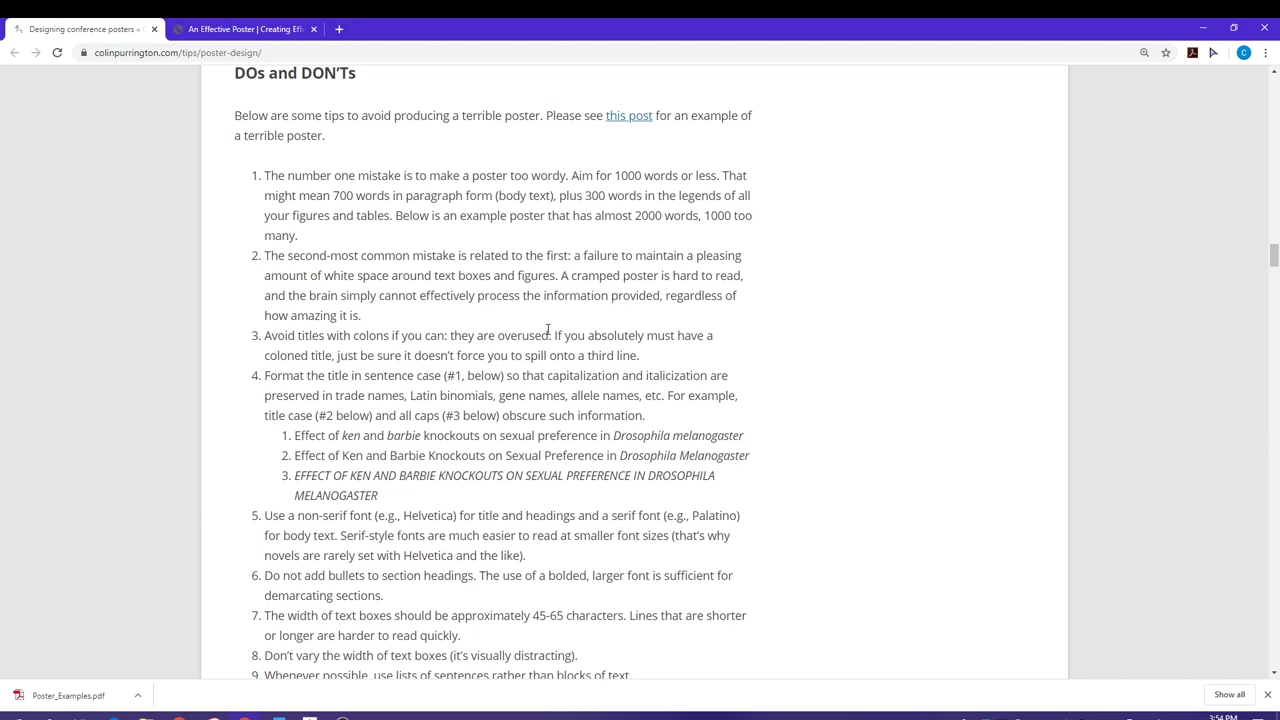 Designing conference posters »
An Effective Poster | Creating Eff
colinpurrington.com/tips/poster-design/
C
DOs and DON'Ts
Below are some tips to avoid producing a terrible poster. Please see this post for an example of
a terrible poster.
1. The number one mistake is to make a poster too wordy. Aim for 1000 words or less. That
might mean 700 words in paragraph form (body text), plus 300 words in the legends of all
your figures and tables. Below is an example poster that has almost 2000 words, 1000 too
many.
2. The second-most common mistake is related to the first: a failure to maintain a pleasing
amount of white space around text boxes and figures. A cramped poster is hard to read,
and the brain simply cannot effectively process the information provided, regardless of
how amazing it is.
3. Avoid titles with colons if you can: they are overused. If you absolutely must have a
coloned title, just be sure it doesn't force you to spill onto a third line.
4. Format the title in sentence case (#1, below) so that capitalization and italicization are
preserved in trade names, Latin binomials, gene names, allele names, etc. For example,
title case (#2 below) and all caps (#3 below) obscure such information.
1. Effect of ken and barbie knockouts on sexual preference in Drosophila melanogaster
2. Effect of Ken and Barbie Knockouts on Sexual Preference in Drosophila Melanogaster
3. EFFECT OF KEN AND BARBIE KNOCKOUTS ON SEXUAL PREFERENCE IN DROSOPHILA
MELANOGASTER
5. Use a non-serif font (e.g., Helvetica) for title and headings and a serif font (e.g., Palatino)
for body text. Serif-style fonts are much easier to read at smaller font sizes (that's why
novels are rarely set with Helvetica and the like).
6. Do not add bullets to section headings. The use of a bolded, larger font is sufficient for
demarcating sections.
7. The width of text boxes should be approximately 45-65 characters. Lines that are shorter
or longer are harder to read quickly.
8. Don't vary the width of text boxes (it's visually distracting).
9. Whenever possible, use lists of sentences rather than blocks of text.
Poster_Examples.pdf
Show all
3:54 PM